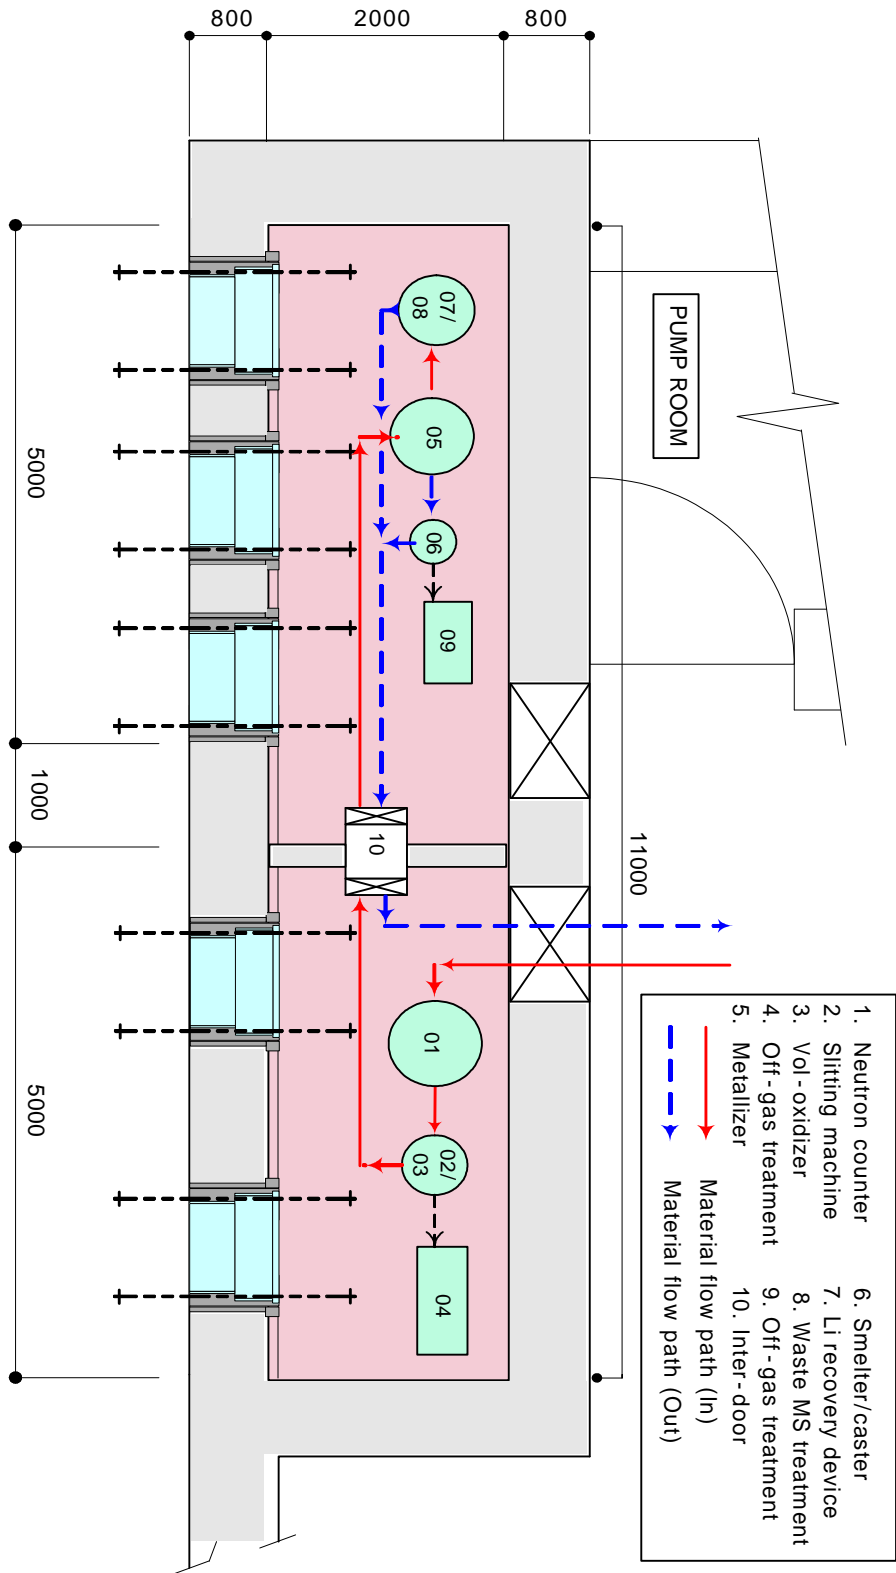 800
2000
800
PUMP ROOM
07/
08
05
06
09
10
01
02/
03
04
5000
1000
5000
11000
1. Neutron counter
2. Slitting machine
3. Vol-oxidizer
4. Off-gas treatment
5. Metallizer
6. Smelter/caster
7. Li recovery device
8. Waste MS treatment
9. Off-gas treatment
10. Inter-door
Material flow path (In)
Material flow path (Out)